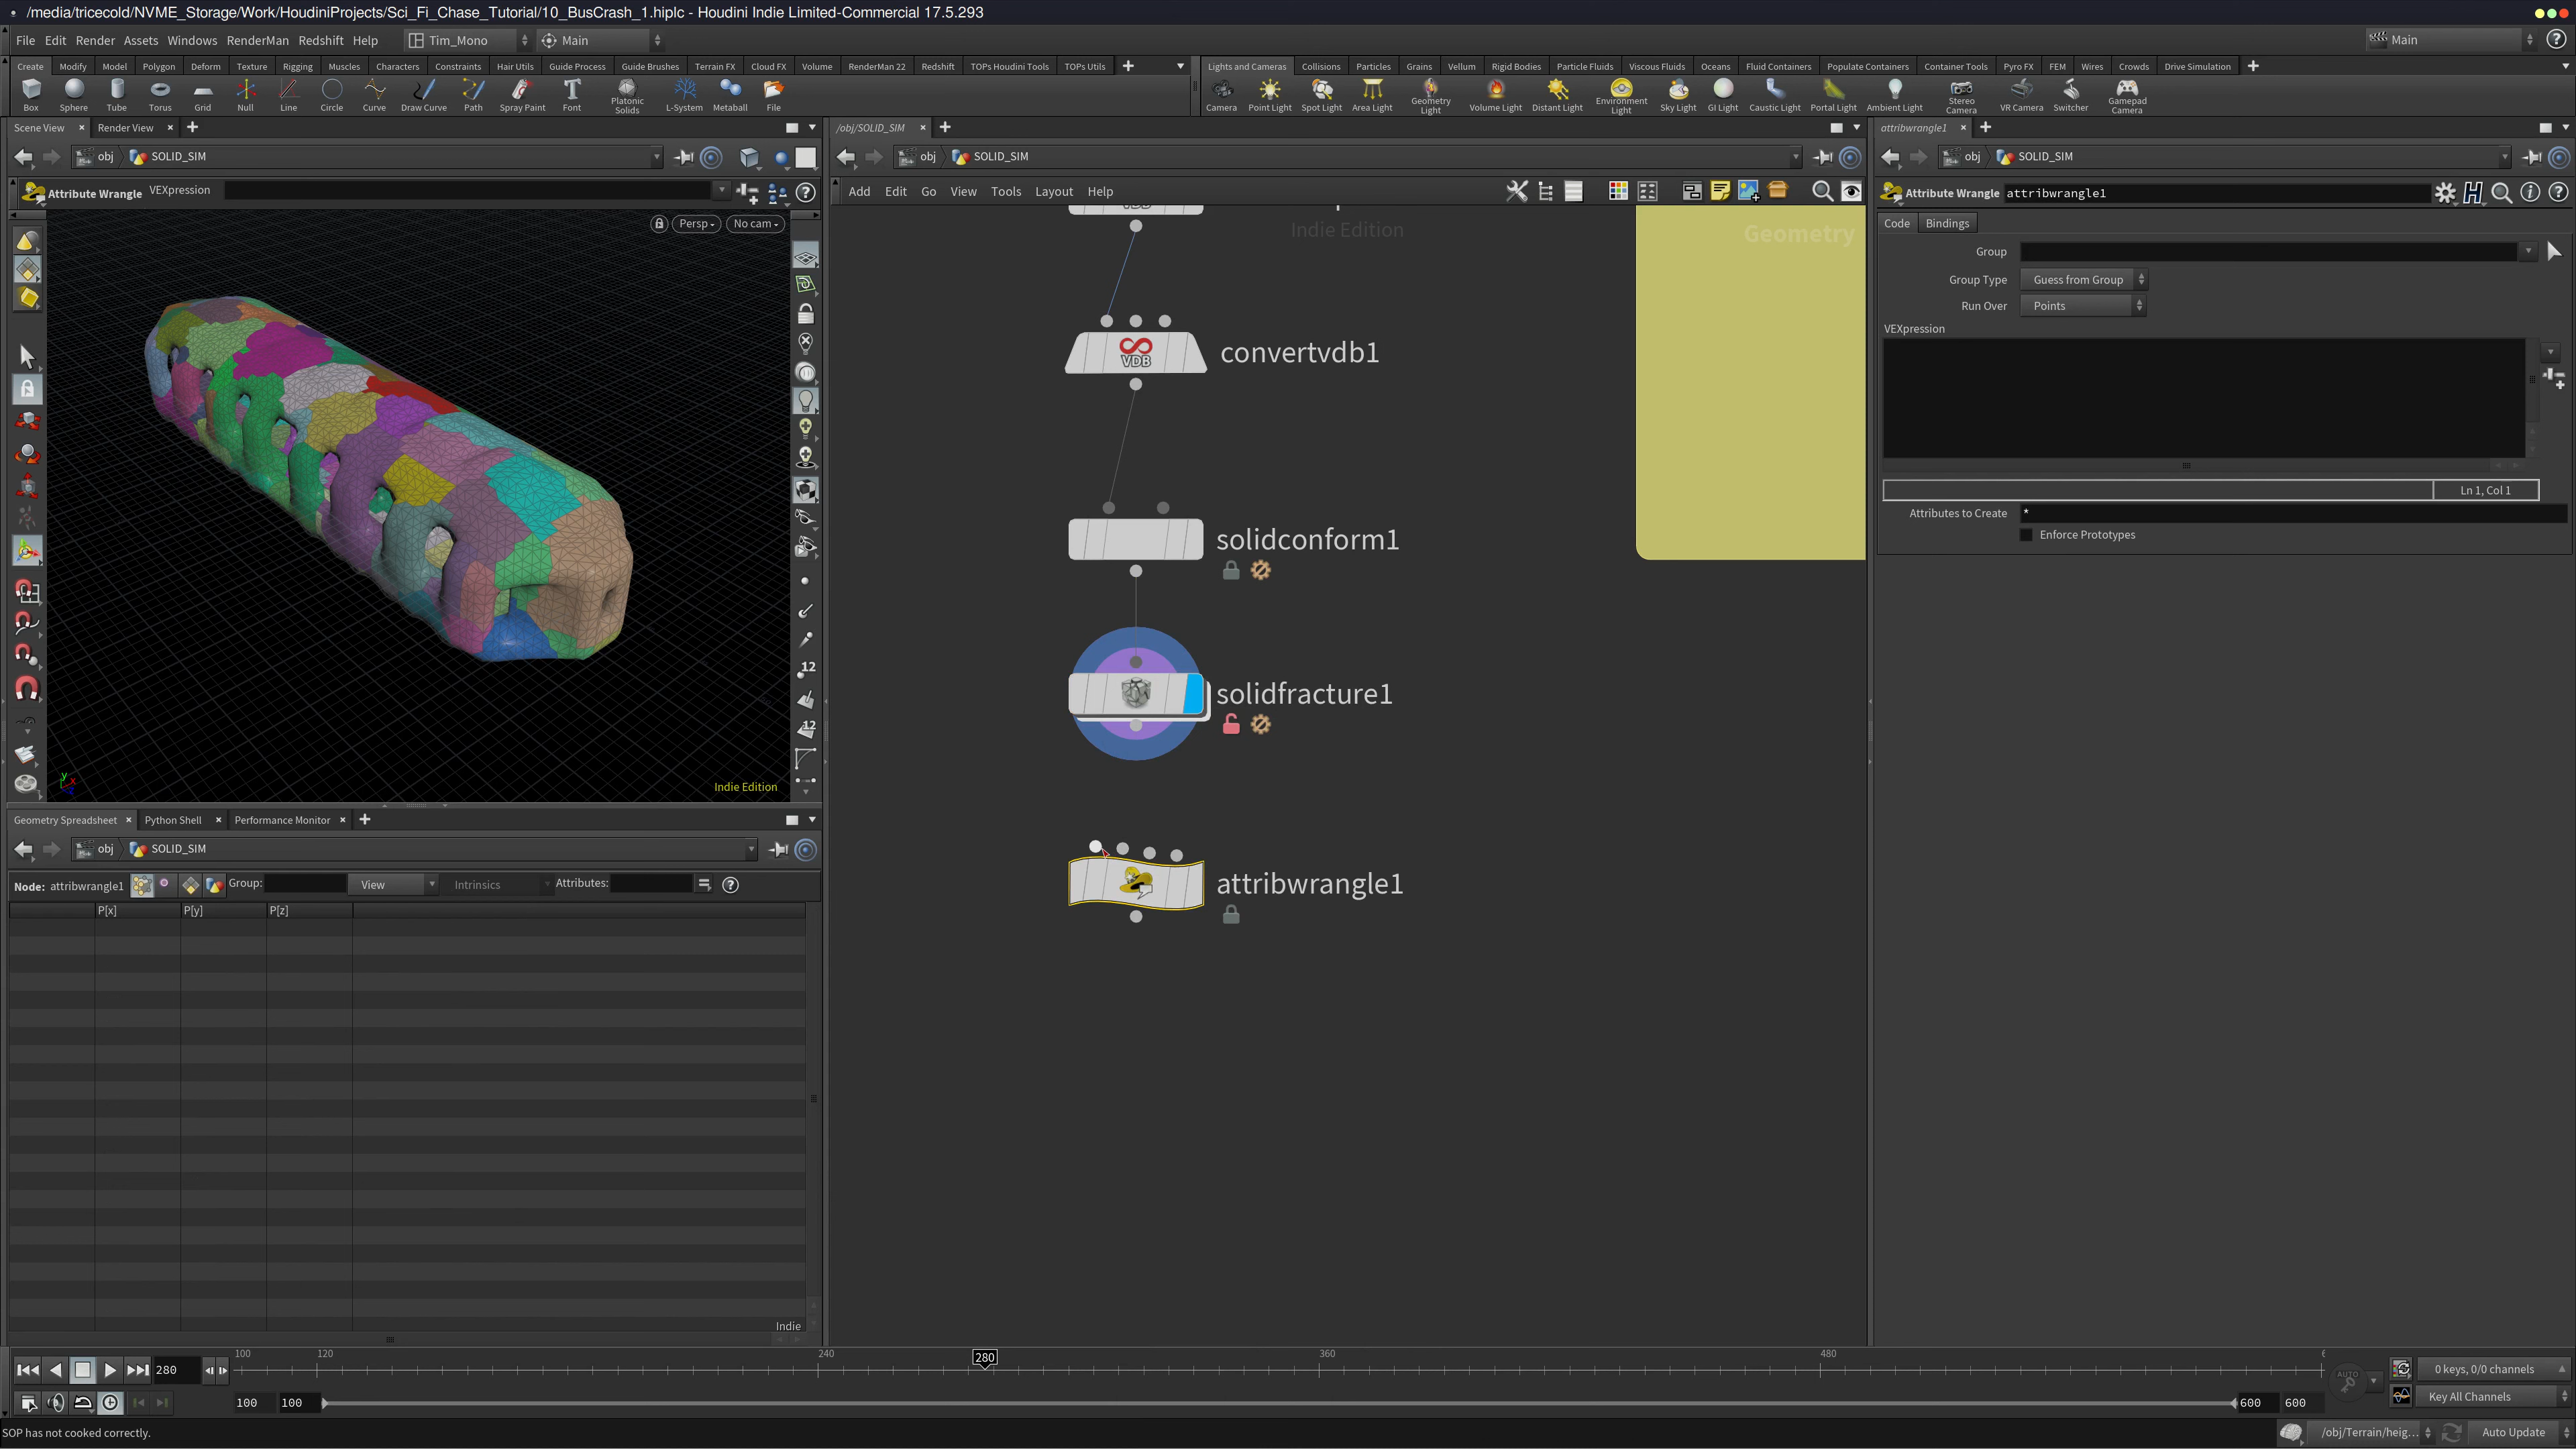 /media/tricecold/NVME_Storage/Work/HoudiniProjects/Sci_Fi_Chase_Tutorial/10_BusCrash_1.hiplc - Houdini Indie Limited-Commercial 17.5.293
File Edit Render Assets Windows RenderMan Redshift Help Tim_Mono Main Main
Create Modify Model Polygon Deform Texture Rigging Muscles Characters Constraints Hair Utils Guide Process Guide Brushes Terrain FX Cloud FX Volume RenderMan 22 Redshift TOPs Houdini Tools TOPs Utils
Lights and Cameras Collisions Particles Grains Vellum Rigid Bodies Particle Fluids Viscous Fluids Oceans Fluid Containers Populate Containers Container Tools Pyro FX FEM Wires Crowds Drive Simulation
Box Sphere Tube Torus Grid Null Line Circle Curve Draw Curve Path Spray Paint Font Platonic Solids L-System Metaball File
Camera Point Light Spot Light Area Light Geometry Light Volume Light Distant Light Environment Light Sky Light GI Light Caustic Light Portal Light Ambient Light Stereo Camera VR Camera Switcher Gamepad Camera
Scene View Render View
obj SOLID_SIM
Attribute Wrangle VEXpression
Persp No cam
12
12
Indie Edition
Geometry Spreadsheet Python Shell Performance Monitor
obj SOLID_SIM
Node: attribwrangle1 Group: View Intrinsics Attributes:
P[x] P[y] P[z]
Indie
/obj/SOLID_SIM
obj SOLID_SIM
Add Edit Go View Tools Layout Help
Indie Edition
Geometry
VDB
convertvdb1
VDB
solidconform1
solidfracture1
attribwrangle1
attribwrangle1
obj SOLID_SIM
Attribute Wrangle attribwrangle1
Code Bindings
Group
Group Type Guess from Group
Run Over Points
VEXpression
Ln 1, Col 1
Attributes to Create *
Enforce Prototypes
280
100 120 240 280 360 480
0 keys, 0/0 channels
AUTO
100 100 600 600
Key All Channels
SOP has not cooked correctly.
/obj/Terrain/heig... Auto Update